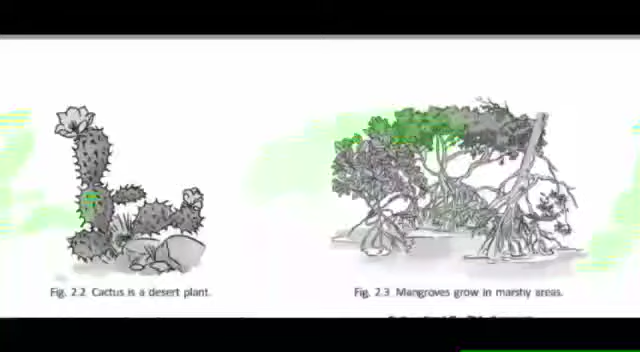 Fig. 2.2 Cactus is a desert plant.
Fig. 2.3 Mangroves grow in marshy areas.